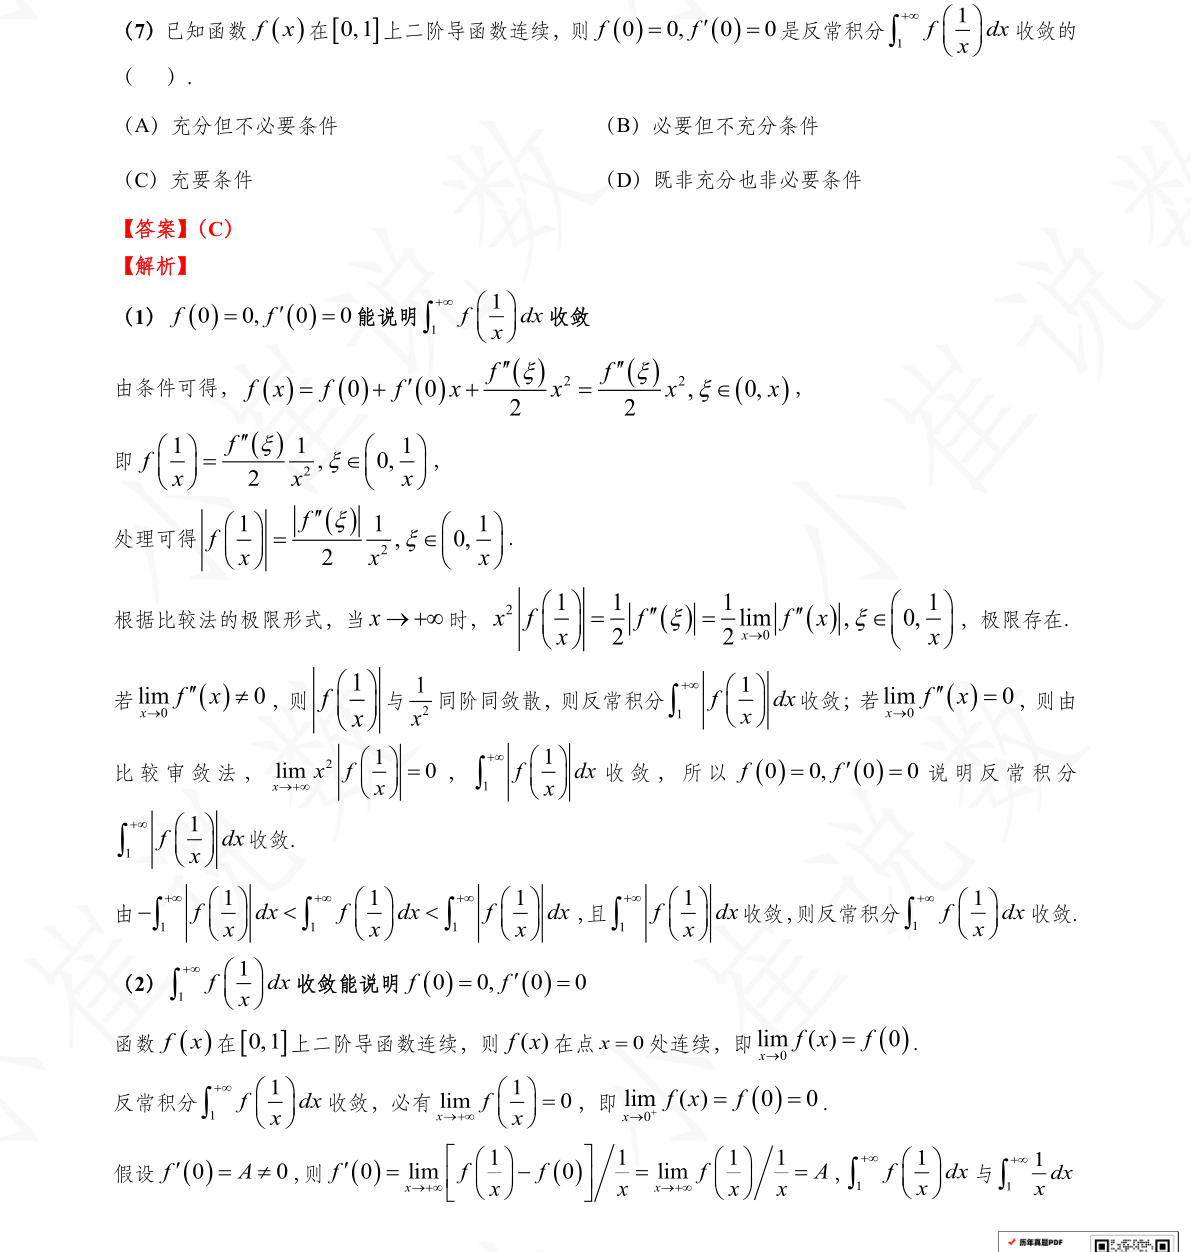 (7) 已知函数 f(x) 在[0,1]上二阶导函数连续，则 f(0)=0, f′(0)=0 是反常积分∫₁^{+∞} f(1/x)dx 收敛的
( ).
(A) 充分但不必要条件 (B) 必要但不充分条件
(C) 充要条件 (D) 既非充分也非必要条件
【答案】(C)
【解析】
(1) f(0)=0, f′(0)=0 能说明∫₁^{+∞} f(1/x)dx 收敛
由条件可得，f(x)=f(0)+f′(0)x+f″(ξ)/2 x²=f″(ξ)/2 x², ξ∈(0,x)，
即 f(1/x)=f″(ξ)/2 1/x², ξ∈(0,1/x)，
处理可得|f(1/x)|=|f″(ξ)|/2 1/x², ξ∈(0,1/x).
根据比较法的极限形式，当 x→+∞ 时，x²|f(1/x)|=1/2|f″(ξ)|=1/2 lim_{x→0}|f″(x)|, ξ∈(0,1/x)，极限存在.
若 lim_{x→0} f″(x)≠0，则|f(1/x)|与 1/x² 同阶同敛散，则反常积分∫₁^{+∞}|f(1/x)|dx 收敛；若 lim_{x→0} f″(x)=0，则由
比较审敛法，lim_{x→+∞} x²|f(1/x)|=0，∫₁^{+∞}|f(1/x)|dx 收敛，所以 f(0)=0, f′(0)=0 说明反常积分
∫₁^{+∞}|f(1/x)|dx 收敛.
由 −∫₁^{+∞}|f(1/x)|dx<∫₁^{+∞} f(1/x)dx<∫₁^{+∞}|f(1/x)|dx，且∫₁^{+∞}|f(1/x)|dx 收敛，则反常积分∫₁^{+∞} f(1/x)dx 收敛.
(2) ∫₁^{+∞} f(1/x)dx 收敛能说明 f(0)=0, f′(0)=0
函数 f(x) 在[0,1]上二阶导函数连续，则 f(x) 在点 x=0 处连续，即 lim_{x→0} f(x)=f(0).
反常积分∫₁^{+∞} f(1/x)dx 收敛，必有 lim_{x→+∞} f(1/x)=0，即 lim_{x→0⁺} f(x)=f(0)=0.
假设 f′(0)=A≠0，则 f′(0)=lim_{x→+∞}[f(1/x)−f(0)]/1/x=lim_{x→+∞} f(1/x)/1/x=A，∫₁^{+∞} f(1/x)dx 与∫₁^{+∞} 1/x dx
历年真题PDF
小崔说数